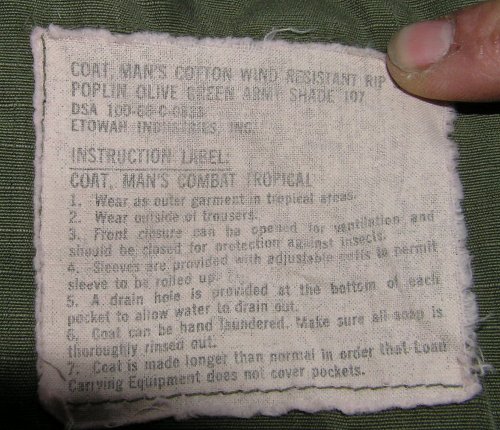 COAT, MAN'S COTTON WIND RESISTANT RIP
POPLIN OLIVE GREEN ARMY SHADE 107
DSA 100-
ETOWAH INDUSTRIES, INC.
INSTRUCTION LABEL:
COAT, MAN'S COMBAT TROPICAL
1. Wear as outer garment in tropical areas.
2. Wear outside of trousers.
3. Front closure can be opened for ventilation and
should be closed for protection against insects.
4. Sleeves are provided with adjustable cuffs to permit
sleeve to be rolled up.
5. A drain hole is provided at the bottom of each
pocket to allow water to drain out.
6. Coat can be hand laundered. Make sure all soap is
thoroughly rinsed out.
7. Coat is made longer than normal in order that Load
Carrying Equipment does not cover pockets.